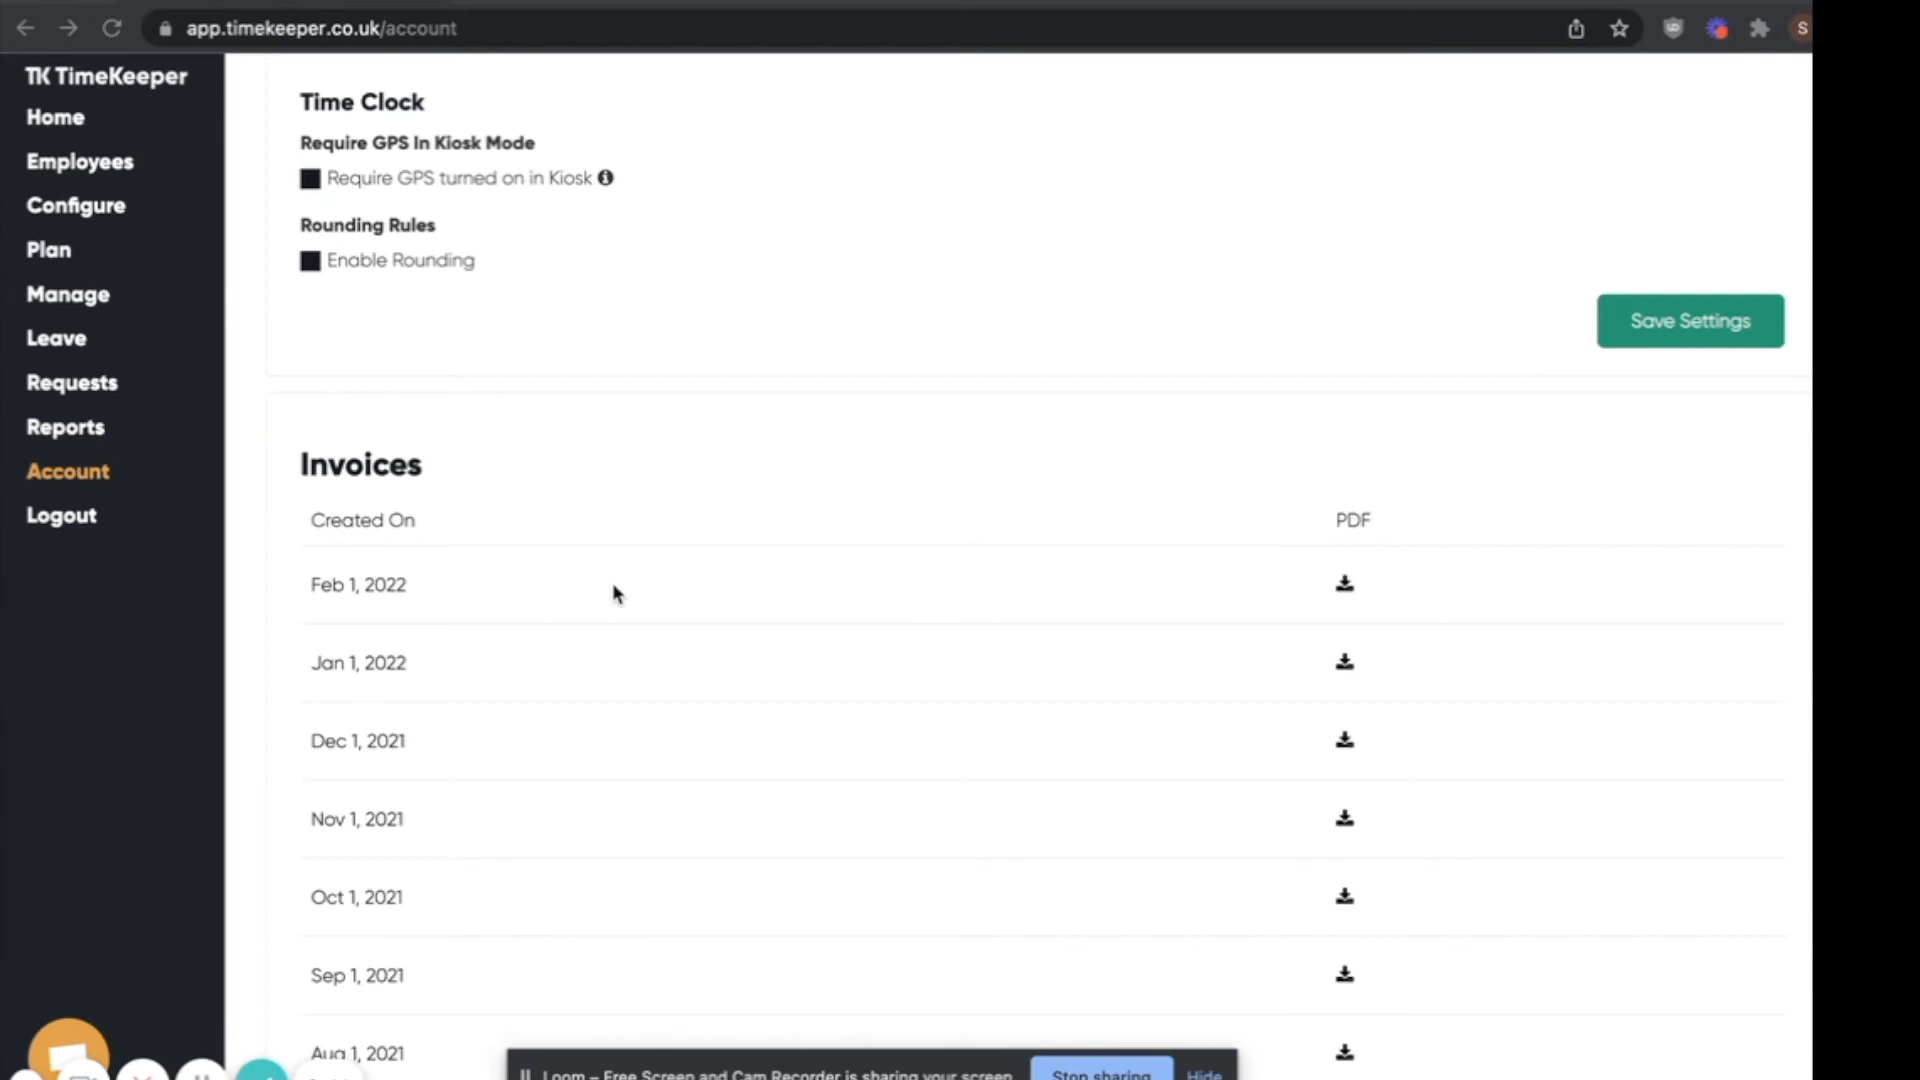 app.timekeeper.co.uk/account
S
TK TimeKeeper
Home
Employees
Configure
Plan
Manage
Leave
Requests
Reports
Account
Logout
Time Clock
Require GPS In Kiosk Mode
Require GPS turned on in Kiosk
Rounding Rules
Enable Rounding
Save Settings
Invoices
Created On PDF
Feb 1, 2022
Jan 1, 2022
Dec 1, 2021
Nov 1, 2021
Oct 1, 2021
Sep 1, 2021
Aug 1, 2021
Loom – Free Screen and Cam Recorder is sharing your screen. Stop sharing Hide